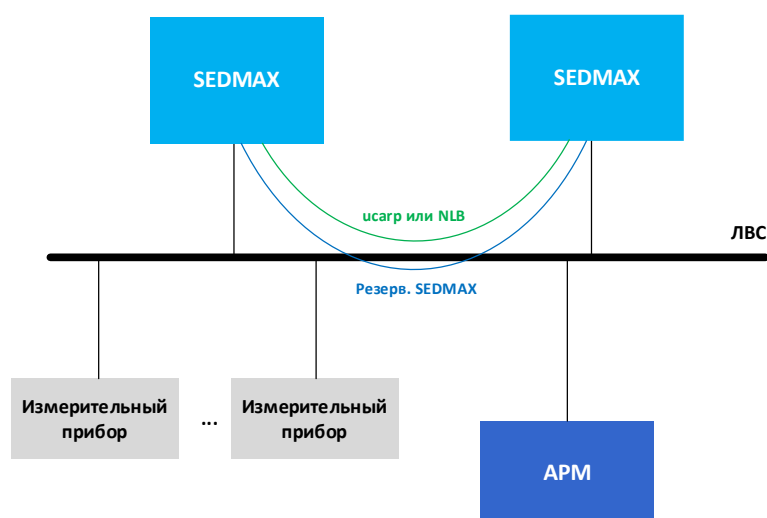 SEDMAX
SEDMAX
ucarp или NLB
ЛВС
Резерв. SEDMAX
Измерительный
прибор
...
Измерительный
прибор
АРМ